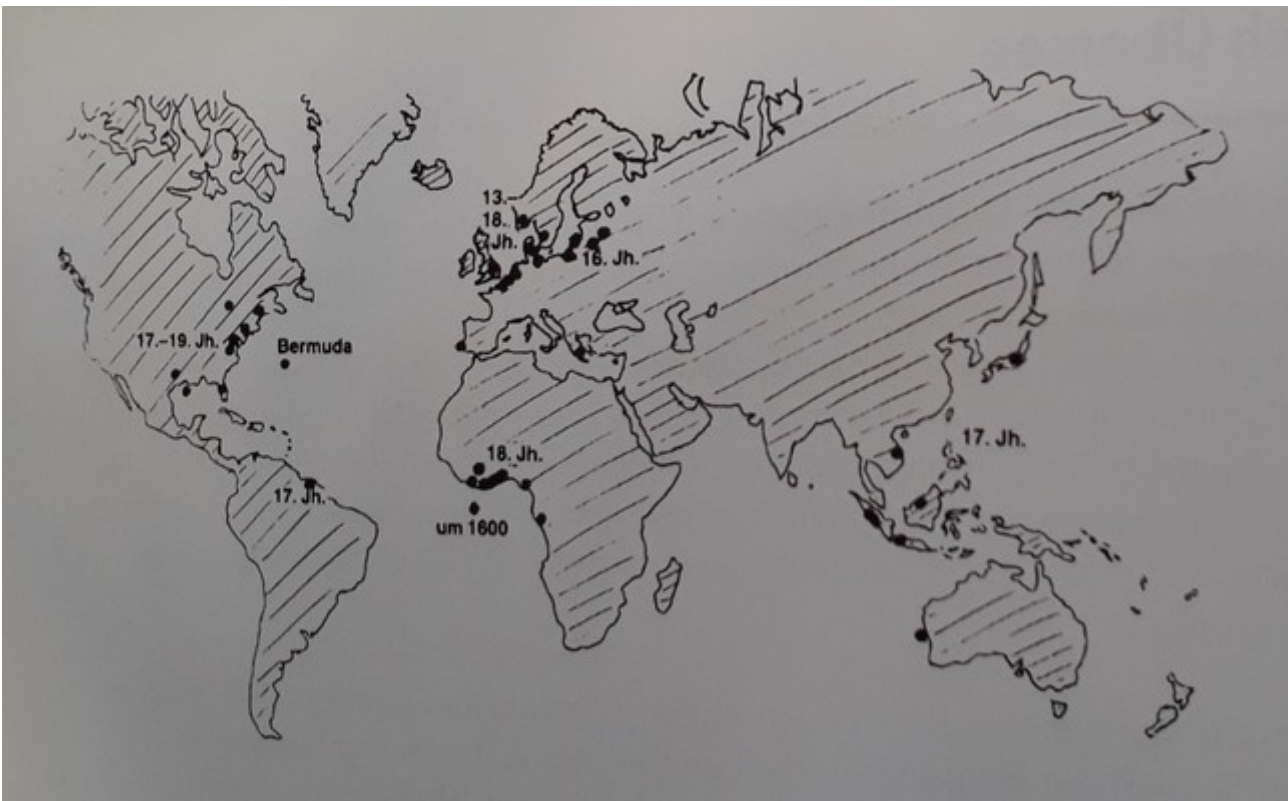 13.–
18.
Jh.
16. Jh.
17.–19. Jh.
Bermuda
17. Jh.
18. Jh.
17. Jh.
um 1600